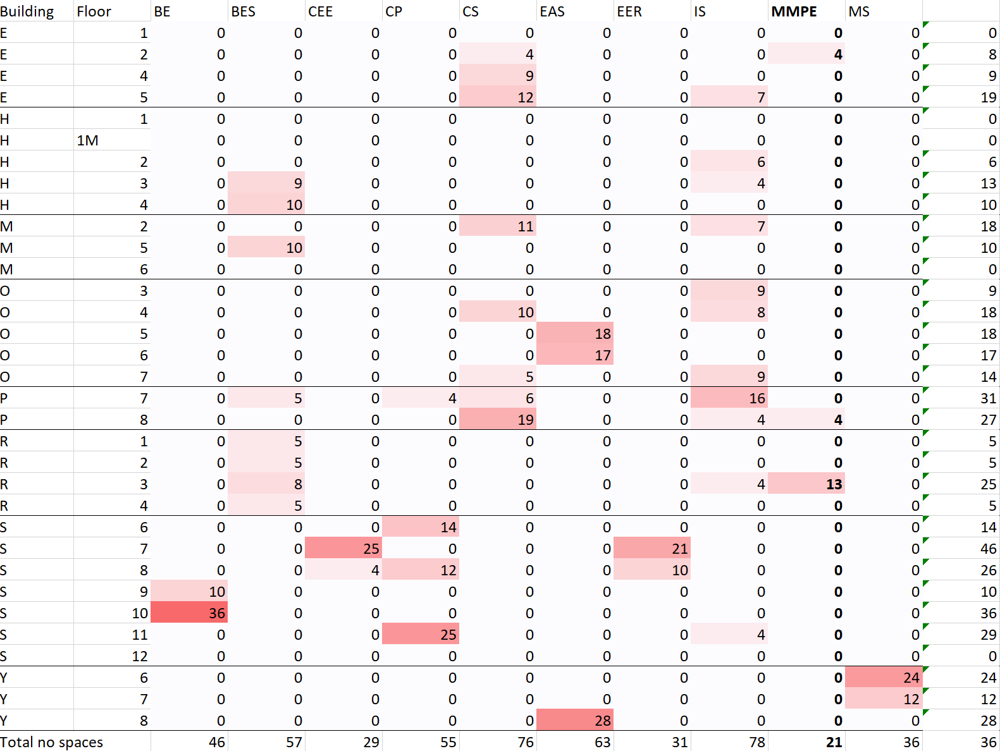 Building Floor BE BES CEE CP CS EAS EER IS MMPE MS
E 1 0 0 0 0 0 0 0 0 0 0 0
E 2 0 0 0 0 4 0 0 0 4 0 8
E 4 0 0 0 0 9 0 0 0 0 0 9
E 5 0 0 0 0 12 0 0 7 0 0 19
H 1 0 0 0 0 0 0 0 0 0 0 0
H 1M 0 0 0 0 0 0 0 0 0 0 0
H 2 0 0 0 0 0 0 0 6 0 0 6
H 3 0 9 0 0 0 0 0 4 0 0 13
H 4 0 10 0 0 0 0 0 0 0 0 10
M 2 0 0 0 0 11 0 0 7 0 0 18
M 5 0 10 0 0 0 0 0 0 0 0 10
M 6 0 0 0 0 0 0 0 0 0 0 0
O 3 0 0 0 0 0 0 0 9 0 0 9
O 4 0 0 0 0 10 0 0 8 0 0 18
O 5 0 0 0 0 0 18 0 0 0 0 18
O 6 0 0 0 0 0 17 0 0 0 0 17
O 7 0 0 0 0 5 0 0 9 0 0 14
P 7 0 5 0 4 6 0 0 16 0 0 31
P 8 0 0 0 0 19 0 0 4 4 0 27
R 1 0 5 0 0 0 0 0 0 0 0 5
R 2 0 5 0 0 0 0 0 0 0 0 5
R 3 0 8 0 0 0 0 0 4 13 0 25
R 4 0 5 0 0 0 0 0 0 0 0 5
S 6 0 0 0 14 0 0 0 0 0 0 14
S 7 0 0 25 0 0 0 21 0 0 0 46
S 8 0 0 4 12 0 0 10 0 0 0 26
S 9 10 0 0 0 0 0 0 0 0 0 10
S 10 36 0 0 0 0 0 0 0 0 0 36
S 11 0 0 0 25 0 0 0 4 0 0 29
S 12 0 0 0 0 0 0 0 0 0 0 0
Y 6 0 0 0 0 0 0 0 0 0 24 24
Y 7 0 0 0 0 0 0 0 0 0 12 12
Y 8 0 0 0 0 0 28 0 0 0 0 28
Total no spaces 46 57 29 55 76 63 31 78 21 36 36